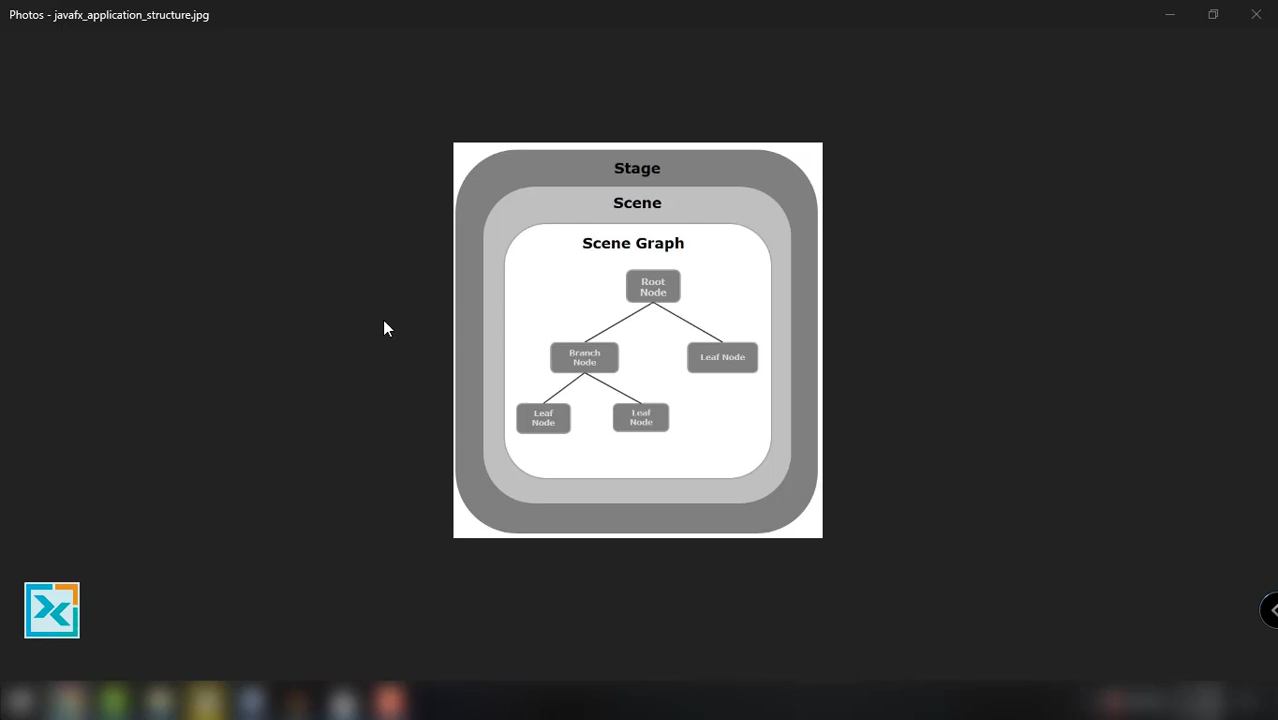 Photos - javafx_application_structure.jpg
Stage
Scene
Scene Graph
Root
Node
Branch
Node
Leaf Node
Leaf
Node
Leaf
Node